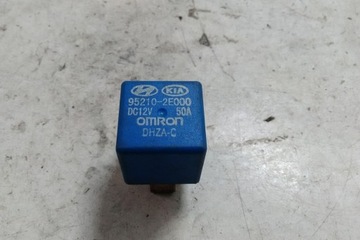 KIA
95210-2E000
DC12V 50A
OMRON
DHZA-C